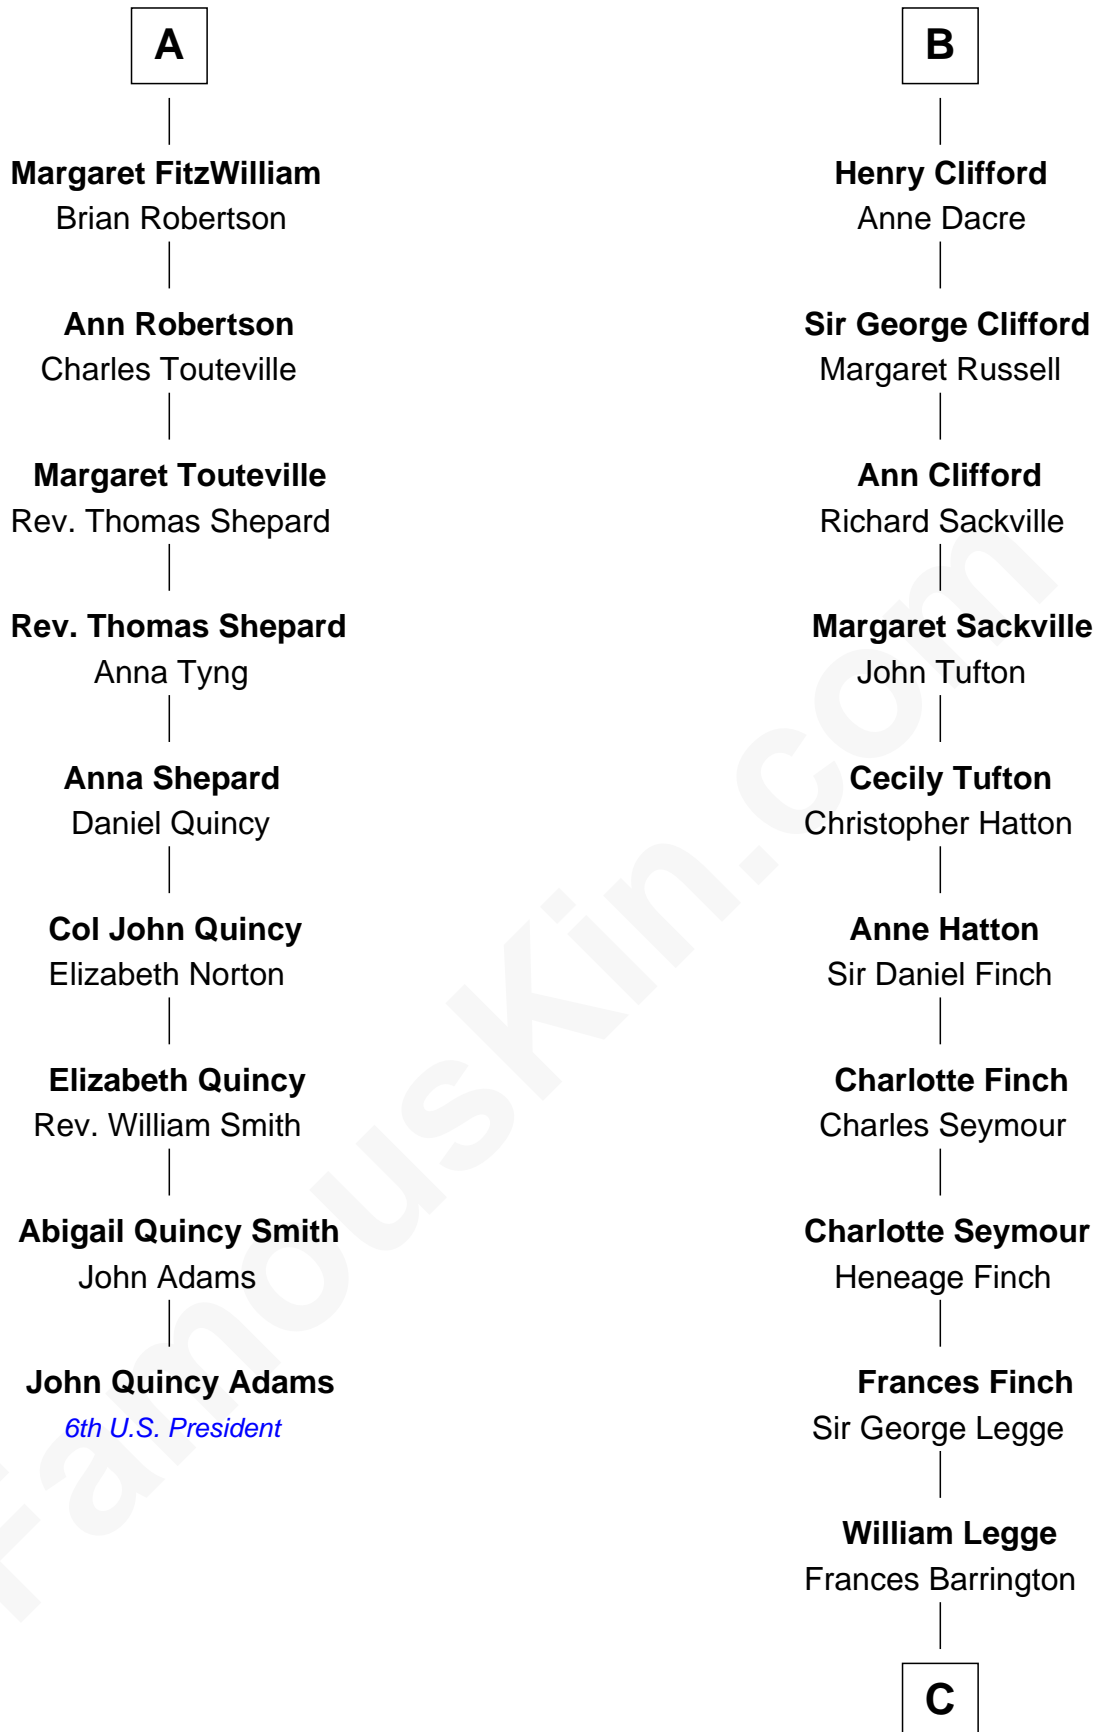 A
Margaret FitzWilliam
Brian Robertson
Ann Robertson
Charles Touteville
Margaret Touteville
Rev. Thomas Shepard
Rev. Thomas Shepard
Anna Tyng
Anna Shepard
Daniel Quincy
Col John Quincy
Elizabeth Norton
Elizabeth Quincy
Rev. William Smith
Abigail Quincy Smith
John Adams
John Quincy Adams
6th U.S. President
B
Henry Clifford
Anne Dacre
Sir George Clifford
Margaret Russell
Ann Clifford
Richard Sackville
Margaret Sackville
John Tufton
Cecily Tufton
Christopher Hatton
Anne Hatton
Sir Daniel Finch
Charlotte Finch
Charles Seymour
Charlotte Seymour
Heneage Finch
Frances Finch
Sir George Legge
William Legge
Frances Barrington
C
FamousKin.com